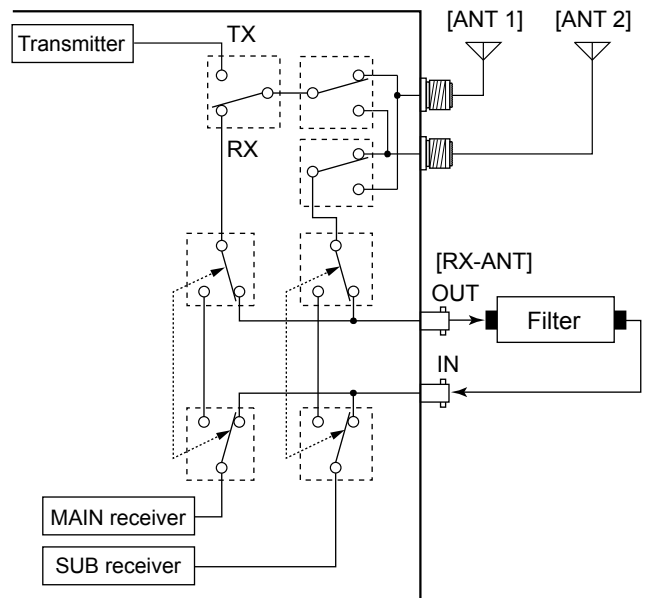 [ANT 1]
[ANT 2]
Transmitter
TX
RX
[RX-ANT]
OUT
Filter
IN
MAIN receiver
SUB receiver